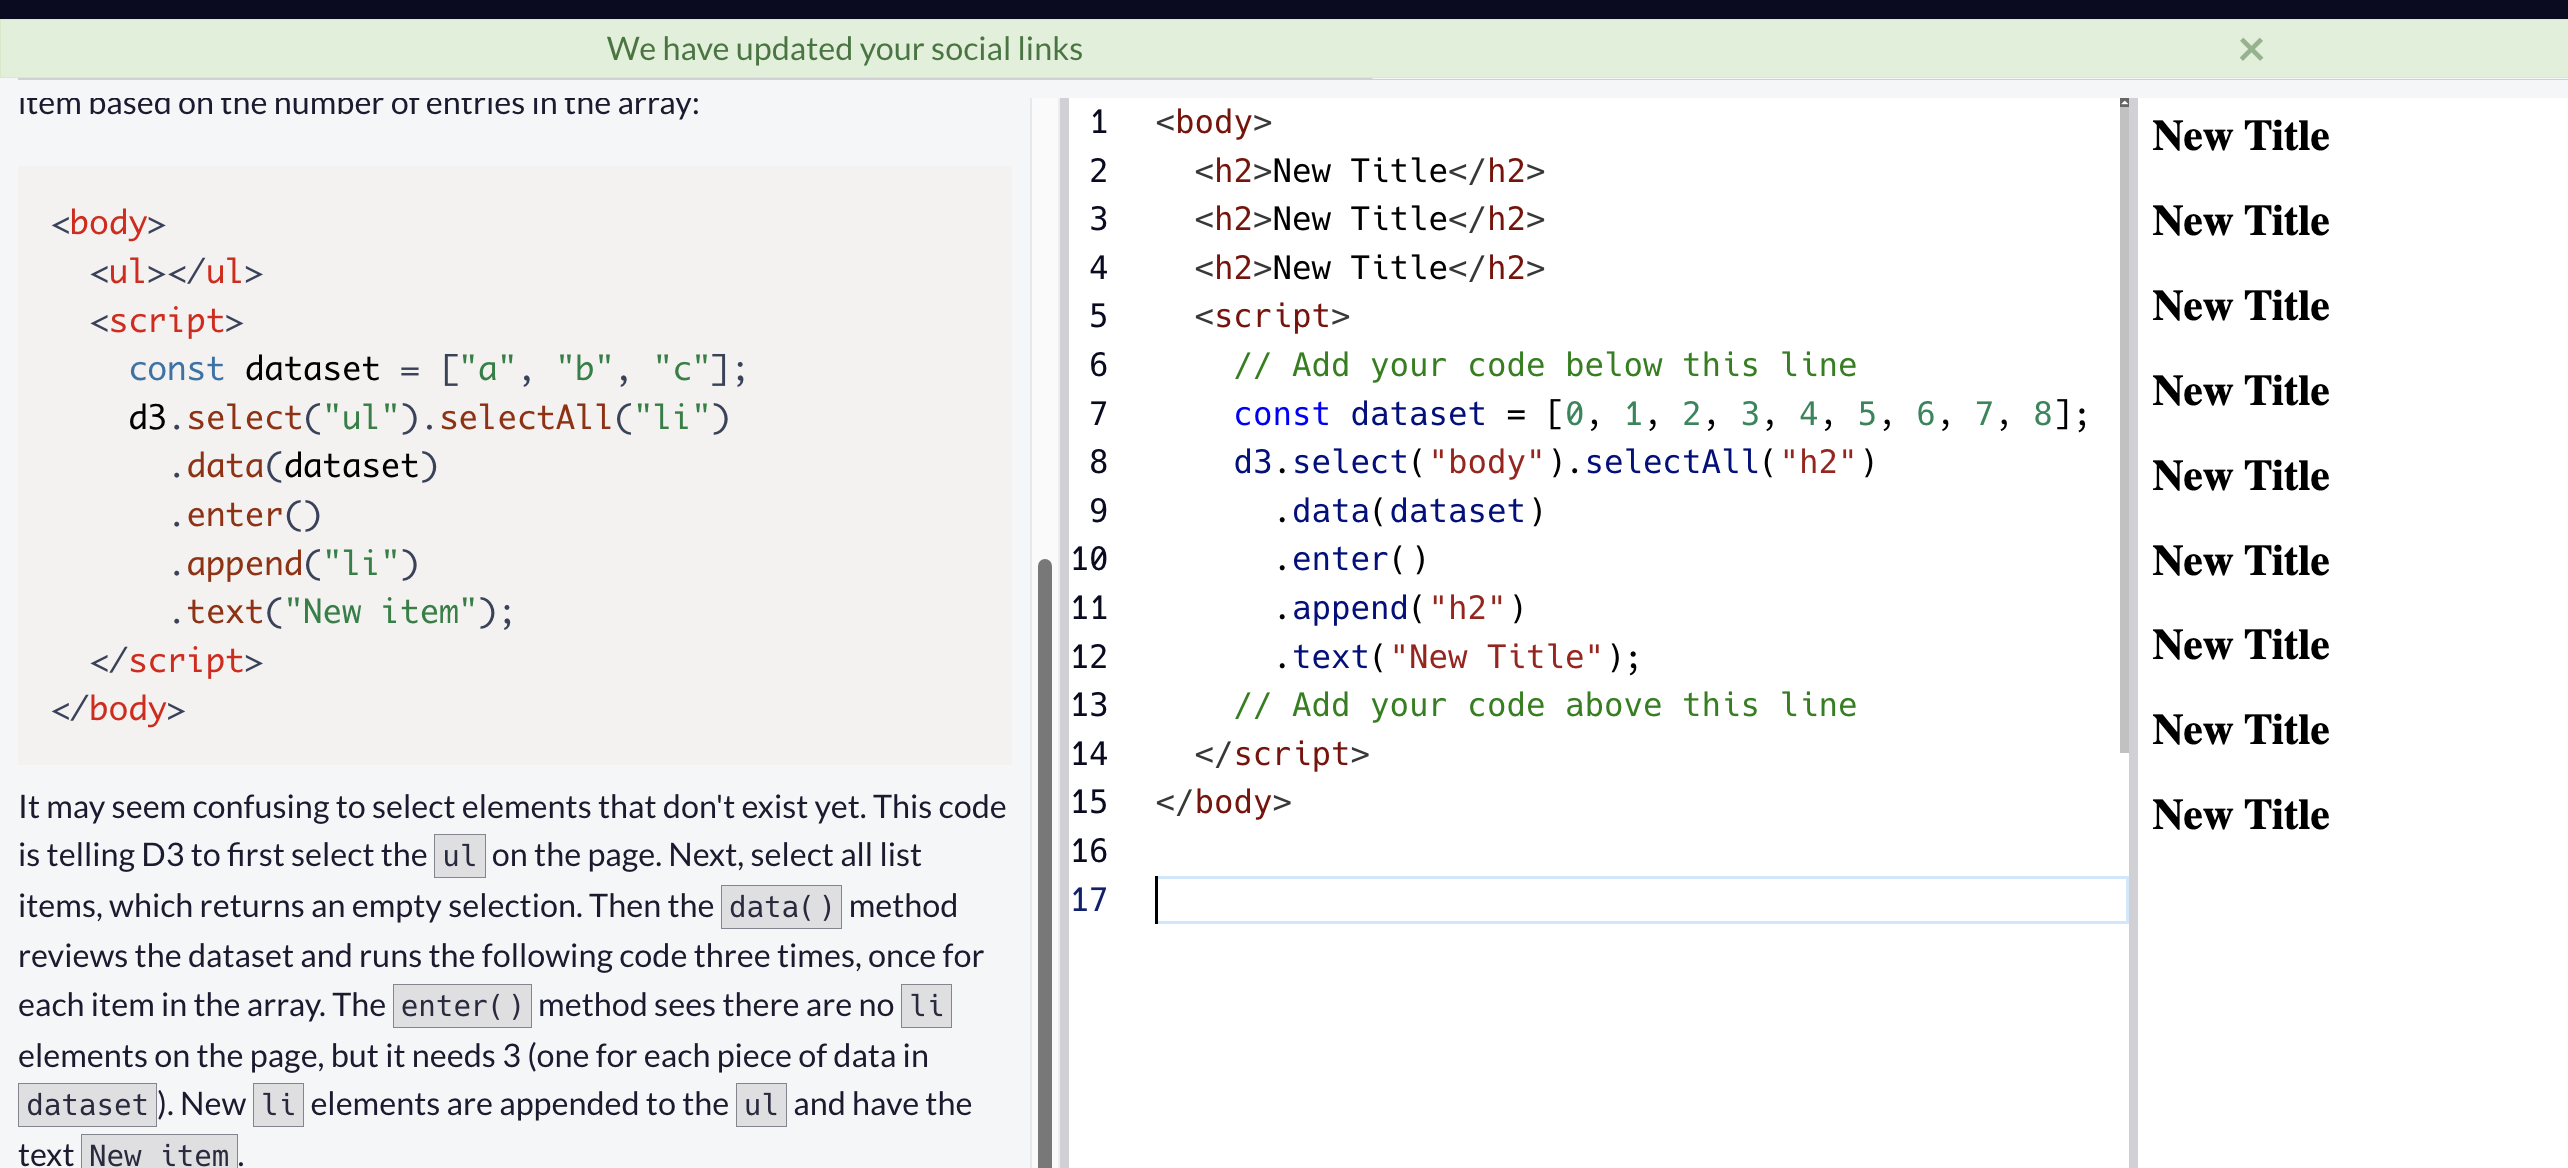 We have updated your social links
×
item based on the number of entries in the array:
<body>
<ul></ul>
<script>
const dataset = ["a", "b", "c"];
d3.select("ul").selectAll("li")
.data(dataset)
.enter()
.append("li")
.text("New item");
</script>
</body>
It may seem confusing to select elements that don't exist yet. This code
is telling D3 to first select the ul on the page. Next, select all list
items, which returns an empty selection. Then the data() method
reviews the dataset and runs the following code three times, once for
each item in the array. The enter() method sees there are no li
elements on the page, but it needs 3 (one for each piece of data in
dataset). New li elements are appended to the ul and have the
text New item.
1 <body>
2 <h2>New Title</h2>
3 <h2>New Title</h2>
4 <h2>New Title</h2>
5 <script>
6 // Add your code below this line
7 const dataset = [0, 1, 2, 3, 4, 5, 6, 7, 8];
8 d3.select("body").selectAll("h2")
9 .data(dataset)
10 .enter()
11 .append("h2")
12 .text("New Title");
13 // Add your code above this line
14 </script>
15 </body>
16
17
New Title
New Title
New Title
New Title
New Title
New Title
New Title
New Title
New Title